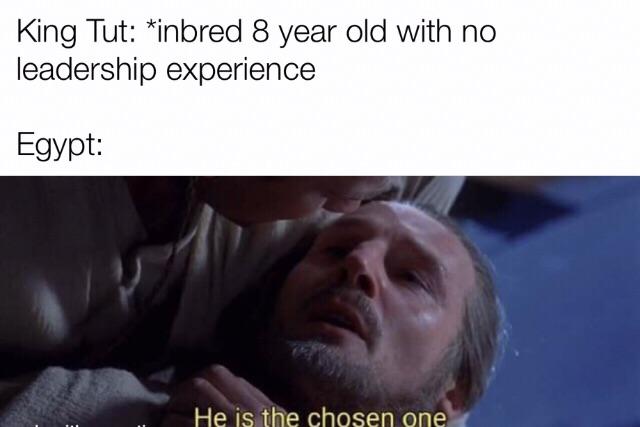 King Tut: *inbred 8 year old with no
leadership experience
Egypt:
He is the chosen one